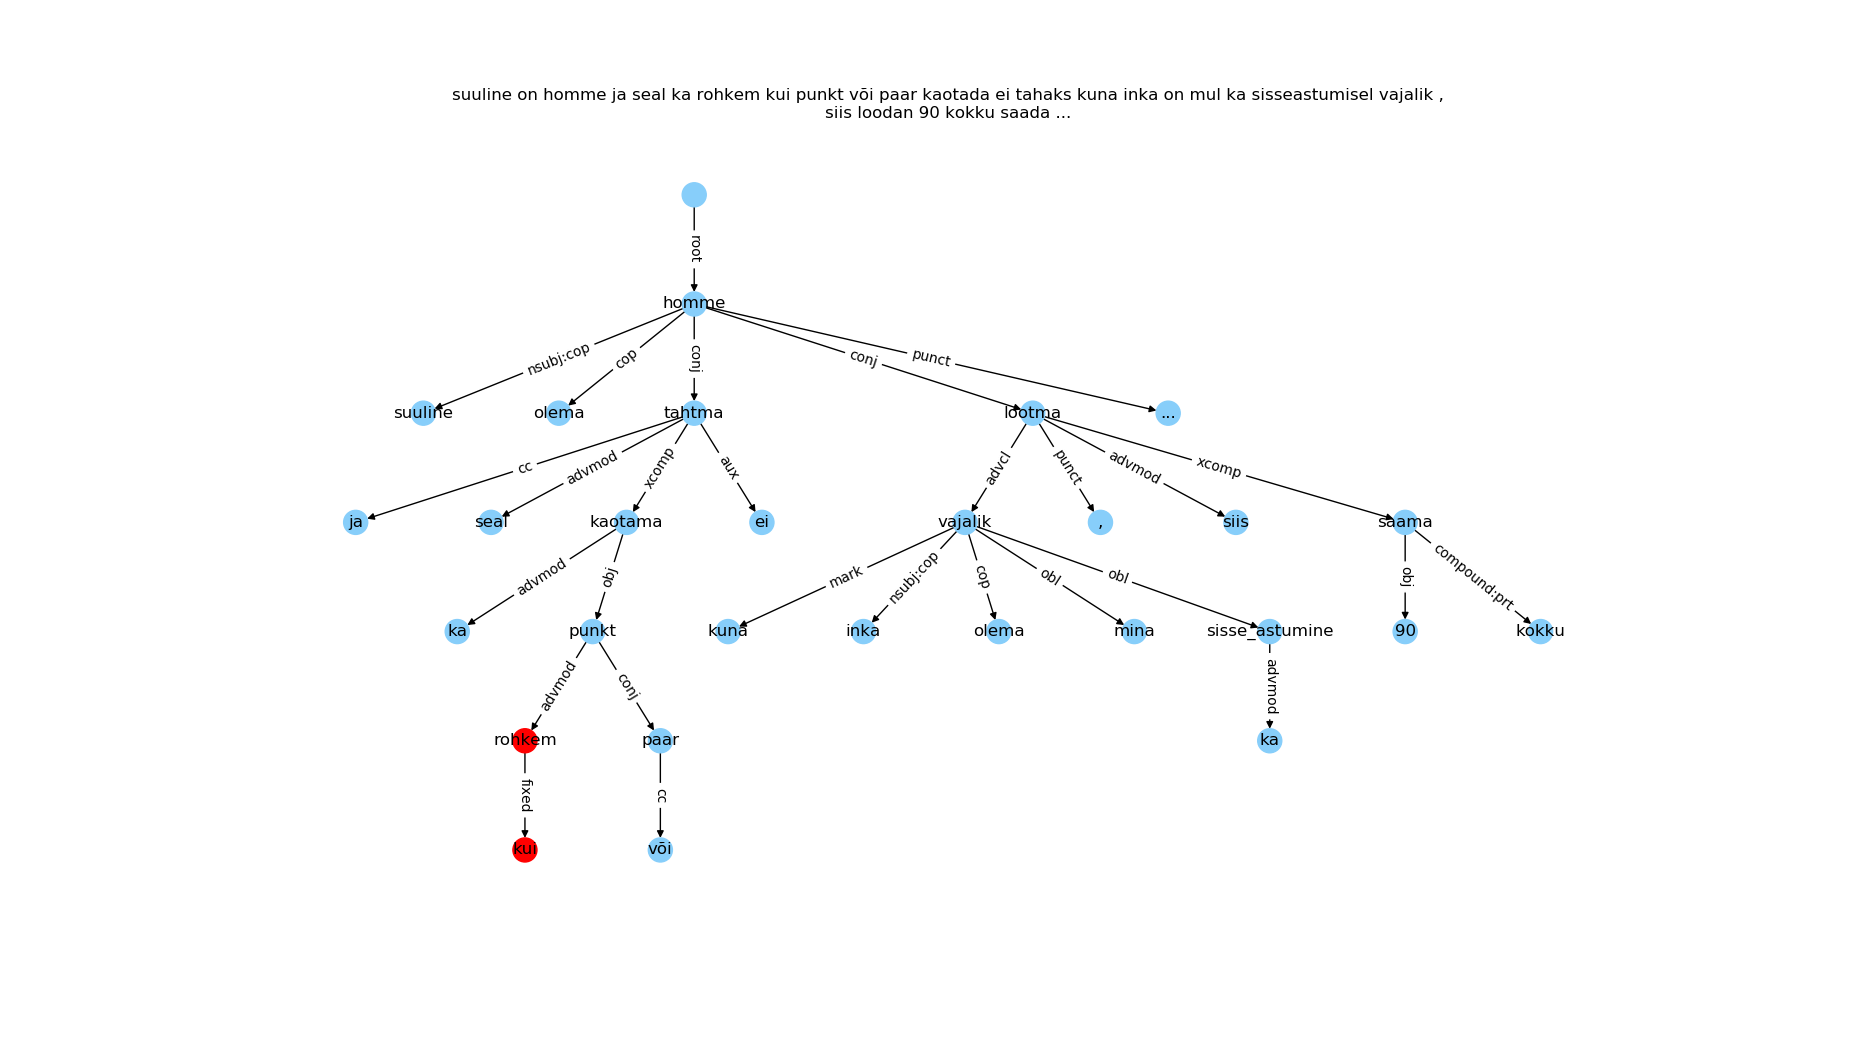 suuline on homme ja seal ka rohkem kui punkt või paar kaotada ei tahaks kuna inka on mul ka sisseastumisel vajalik ,
siis loodan 90 kokku saada ...
root
homme
nsubj:cop
cop
conj
conj
punct
suuline
olema
tahtma
lootma
...
cc
advmod
xcomp
aux
advcl
punct
advmod
xcomp
ja
seal
kaotama
ei
vajalik
,
siis
saama
advmod
obj
mark
nsubj:cop
cop
obl
obl
obj
compound:prt
ka
punkt
kuna
inka
olema
mina
sisse_astumine
90
kokku
advmod
conj
advmod
rohkem
paar
ka
fixed
cc
kui
või